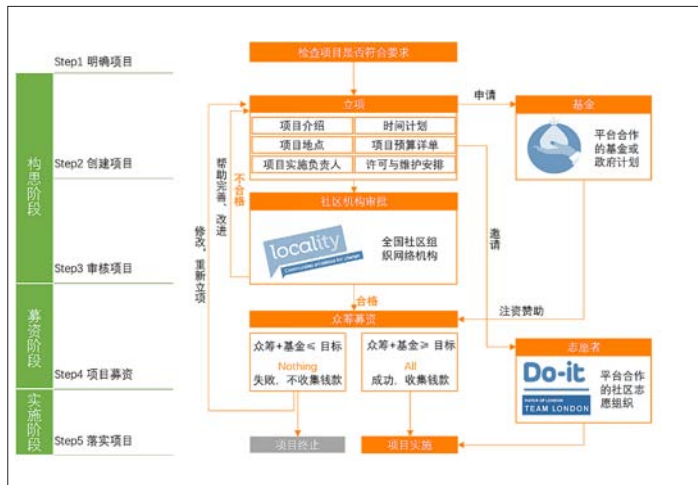 检查项目是否符合要求
Step1 明确项目
立项
申请
基金
项目介绍
时间计划
项目地点
项目预算详单
项目实施负责人
许可与维护安排
平台合作
的基金或
政府计划
构思阶段
Step2 创建项目
帮助完善，改进
不合格
修改，重新立项
社区机构审批
locality
Communities ambitious for change
全国社区组
织网络机构
邀请
Step3 审核项目
合格
注资赞助
募资阶段
众筹募资
众筹+基金≤ 目标
Nothing
失败，不收集钱款
众筹+基金≥ 目标
All
成功，收集钱款
Step4 项目募资
志愿者
Do-it
MAYOR OF LONDON
TEAM LONDON
平台合作
的社区志
愿组织
实施阶段
Step5 落实项目
项目终止
项目实施